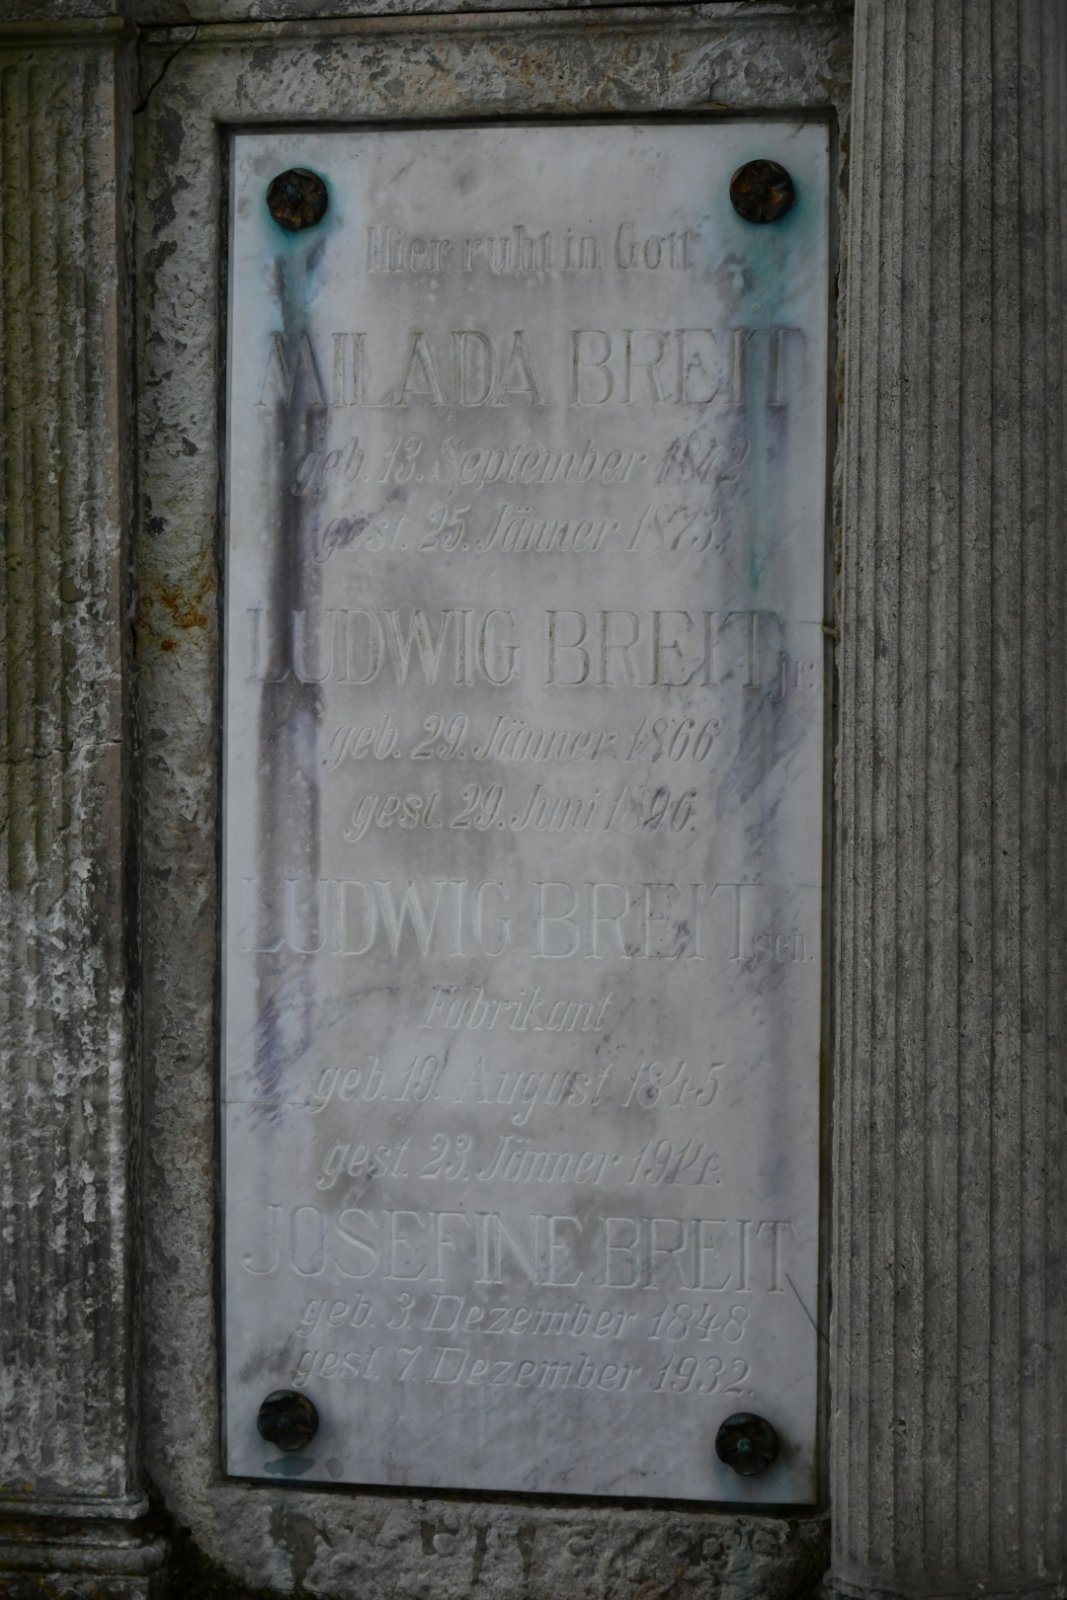 Hier ruht in Gott
MILADA BREIT
geb. 13. September 1842
gest. 25. Jänner 1873.
LUDWIG BREIT jr.
geb. 29. Jänner 1866
gest. 29. Juni 1896.
LUDWIG BREIT sen.
Fabrikant
geb. 19. August 1845
gest. 23. Jänner 1914.
JOSEFINE BREIT
geb. 3. Dezember 1848
gest. 7. Dezember 1932.